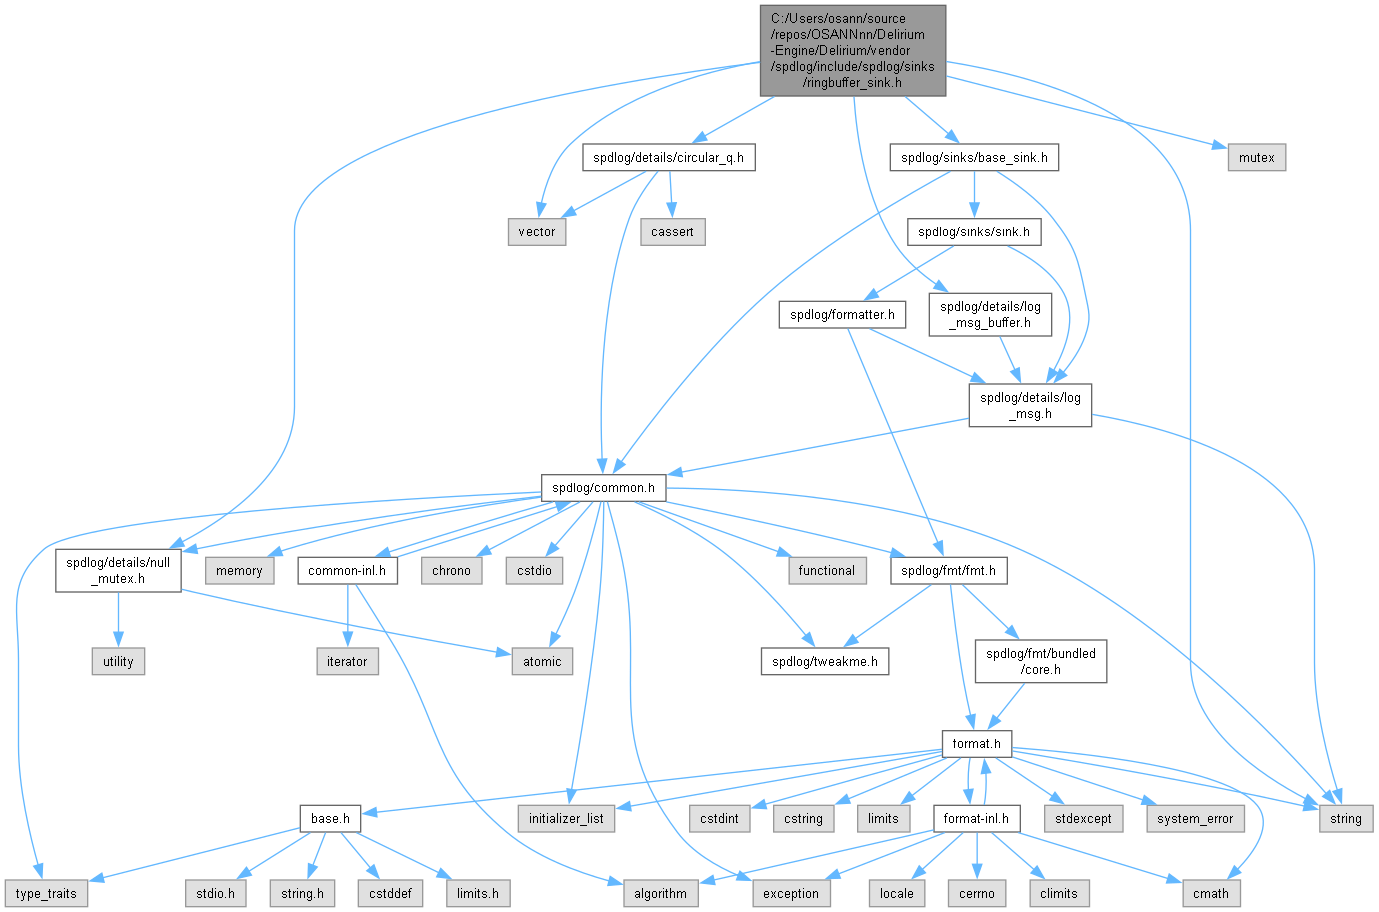 C:/Users/osann/source
/repos/OSANNnn/Delirium
-Engine/Delirium/vendor
/spdlog/include/spdlog/sinks
/ringbuffer_sink.h
spdlog/details/circular_q.h
spdlog/sinks/base_sink.h
mutex
vector
cassert
spdlog/sinks/sink.h
spdlog/formatter.h
spdlog/details/log
_msg_buffer.h
spdlog/details/log
_msg.h
spdlog/common.h
spdlog/details/null
_mutex.h
memory
common-inl.h
chrono
cstdio
functional
spdlog/fmt/fmt.h
utility
iterator
atomic
spdlog/tweakme.h
spdlog/fmt/bundled
/core.h
format.h
base.h
initializer_list
cstdint
cstring
limits
format-inl.h
stdexcept
system_error
string
type_traits
stdio.h
string.h
cstddef
limits.h
algorithm
exception
locale
cerrno
climits
cmath